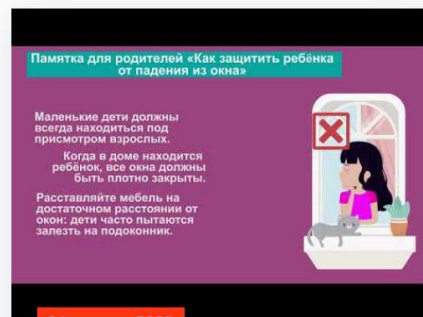 Памятка для родителей «Как защитить ребёнка
от падения из окна»
Маленькие дети должны
всегда находиться под
присмотром взрослых.
Когда в доме находится
ребёнок, все окна должны
быть плотно закрыты.
Расставляйте мебель на
достаточном расстоянии от
окон: дети часто пытаются
залезть на подоконник.